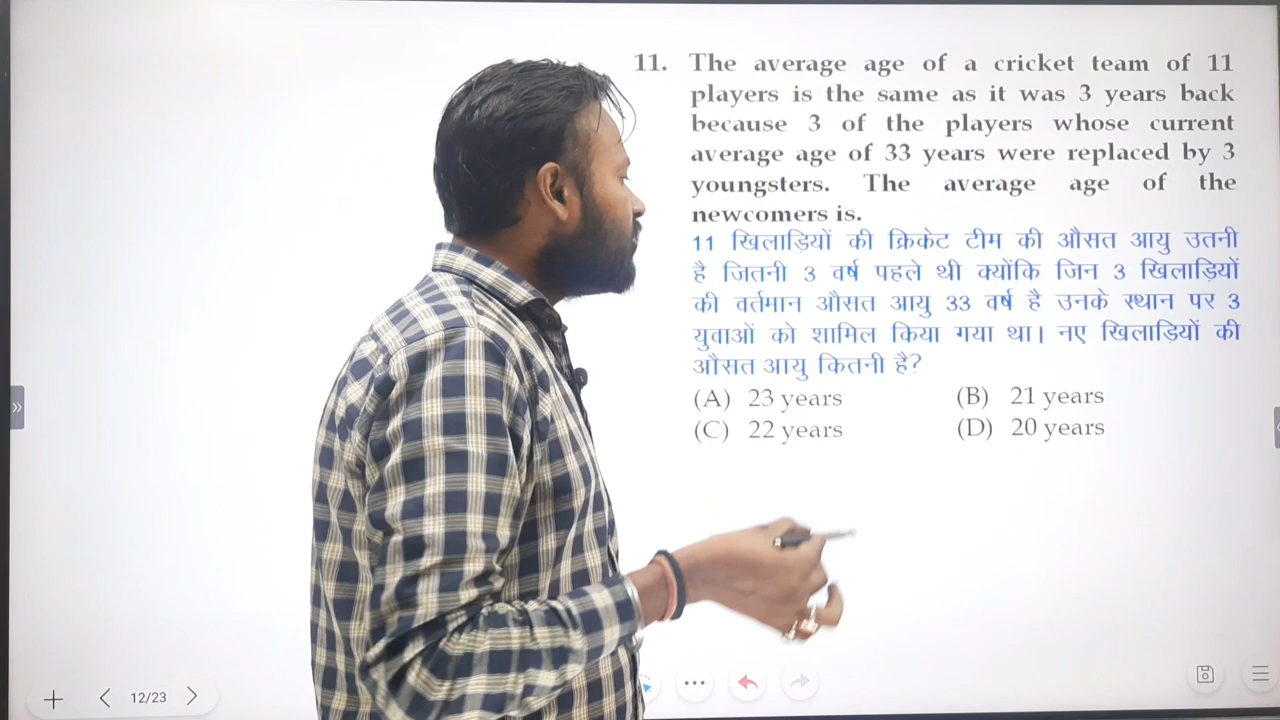 11. The average age of a cricket team of 11
players is the same as it was 3 years back
because 3 of the players whose current
average age of 33 years were replaced by 3
youngsters. The average age of the
newcomers is.
11 खिलाड़ियों की क्रिकेट टीम की औसत आयु उतनी
है जितनी 3 वर्ष पहले थी क्योंकि जिन 3 खिलाड़ियों
की वर्तमान औसत आयु 33 वर्ष है उनके स्थान पर 3
युवाओं को शामिल किया गया था। नए खिलाड़ियों की
औसत आयु कितनी है?
(A) 23 years (B) 21 years
(C) 22 years (D) 20 years
12/23